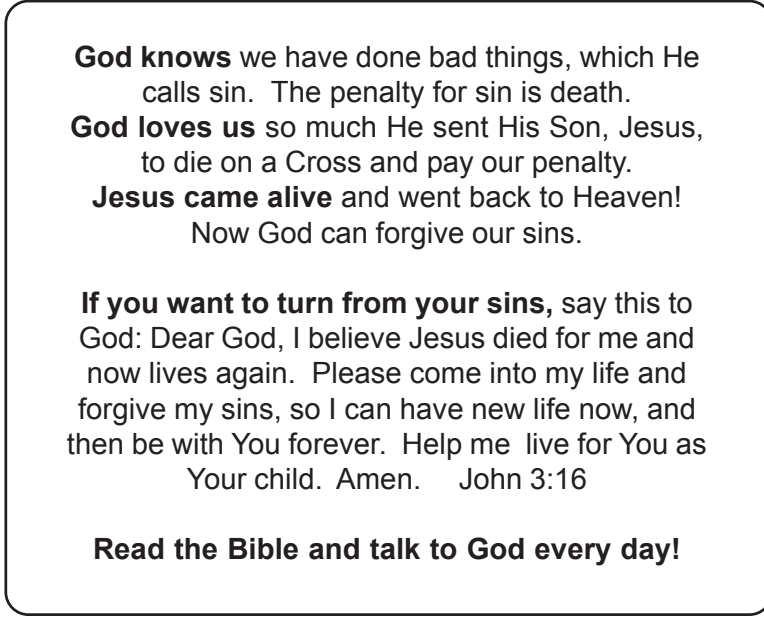 God knows we have done bad things, which He
calls sin.  The penalty for sin is death.
God loves us so much He sent His Son, Jesus,
to die on a Cross and pay our penalty.
Jesus came alive and went back to Heaven!
Now God can forgive our sins.
If you want to turn from your sins, say this to
God: Dear God, I believe Jesus died for me and
now lives again.  Please come into my life and
forgive my sins, so I can have new life now, and
then be with You forever.  Help me  live for You as
Your child.  Amen.    John 3:16
Read the Bible and talk to God every day!